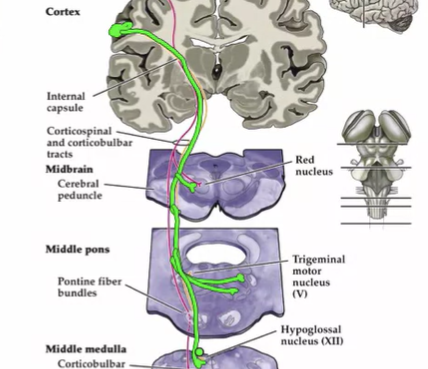 Cortex
Internal
capsule
Corticospinal
and corticobulbar
tracts
Midbrain
Cerebral
peduncle
Red
nucleus
Middle pons
Trigeminal
motor
nucleus
(V)
Pontine fiber
bundles
Hypoglossal
nucleus (XII)
Middle medulla
Corticobulbar